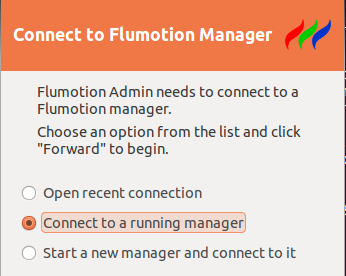 Connect to Flumotion Manager
Flumotion Admin needs to connect to a
Flumotion manager.
Choose an option from the list and click
"Forward" to begin.
Open recent connection
Connect to a running manager
Start a new manager and connect to it